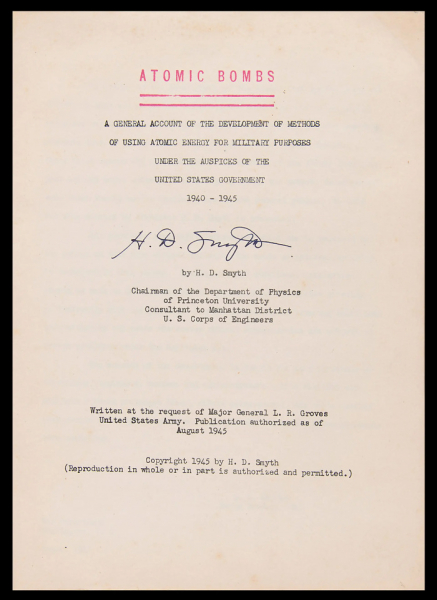 ATOMIC BOMBS
A GENERAL ACCOUNT OF THE DEVELOPMENT OF METHODS
OF USING ATOMIC ENERGY FOR MILITARY PURPOSES
UNDER THE AUSPICES OF THE
UNITED STATES GOVERNMENT
1940 - 1945
H. D. Smyth
by H. D. Smyth
Chairman of the Department of Physics
of Princeton University
Consultant to Manhattan District
U. S. Corps of Engineers
Written at the request of Major General L. R. Groves
United States Army. Publication authorized as of
August 1945
Copyright 1945 by H. D. Smyth
(Reproduction in whole or in part is authorized and permitted.)